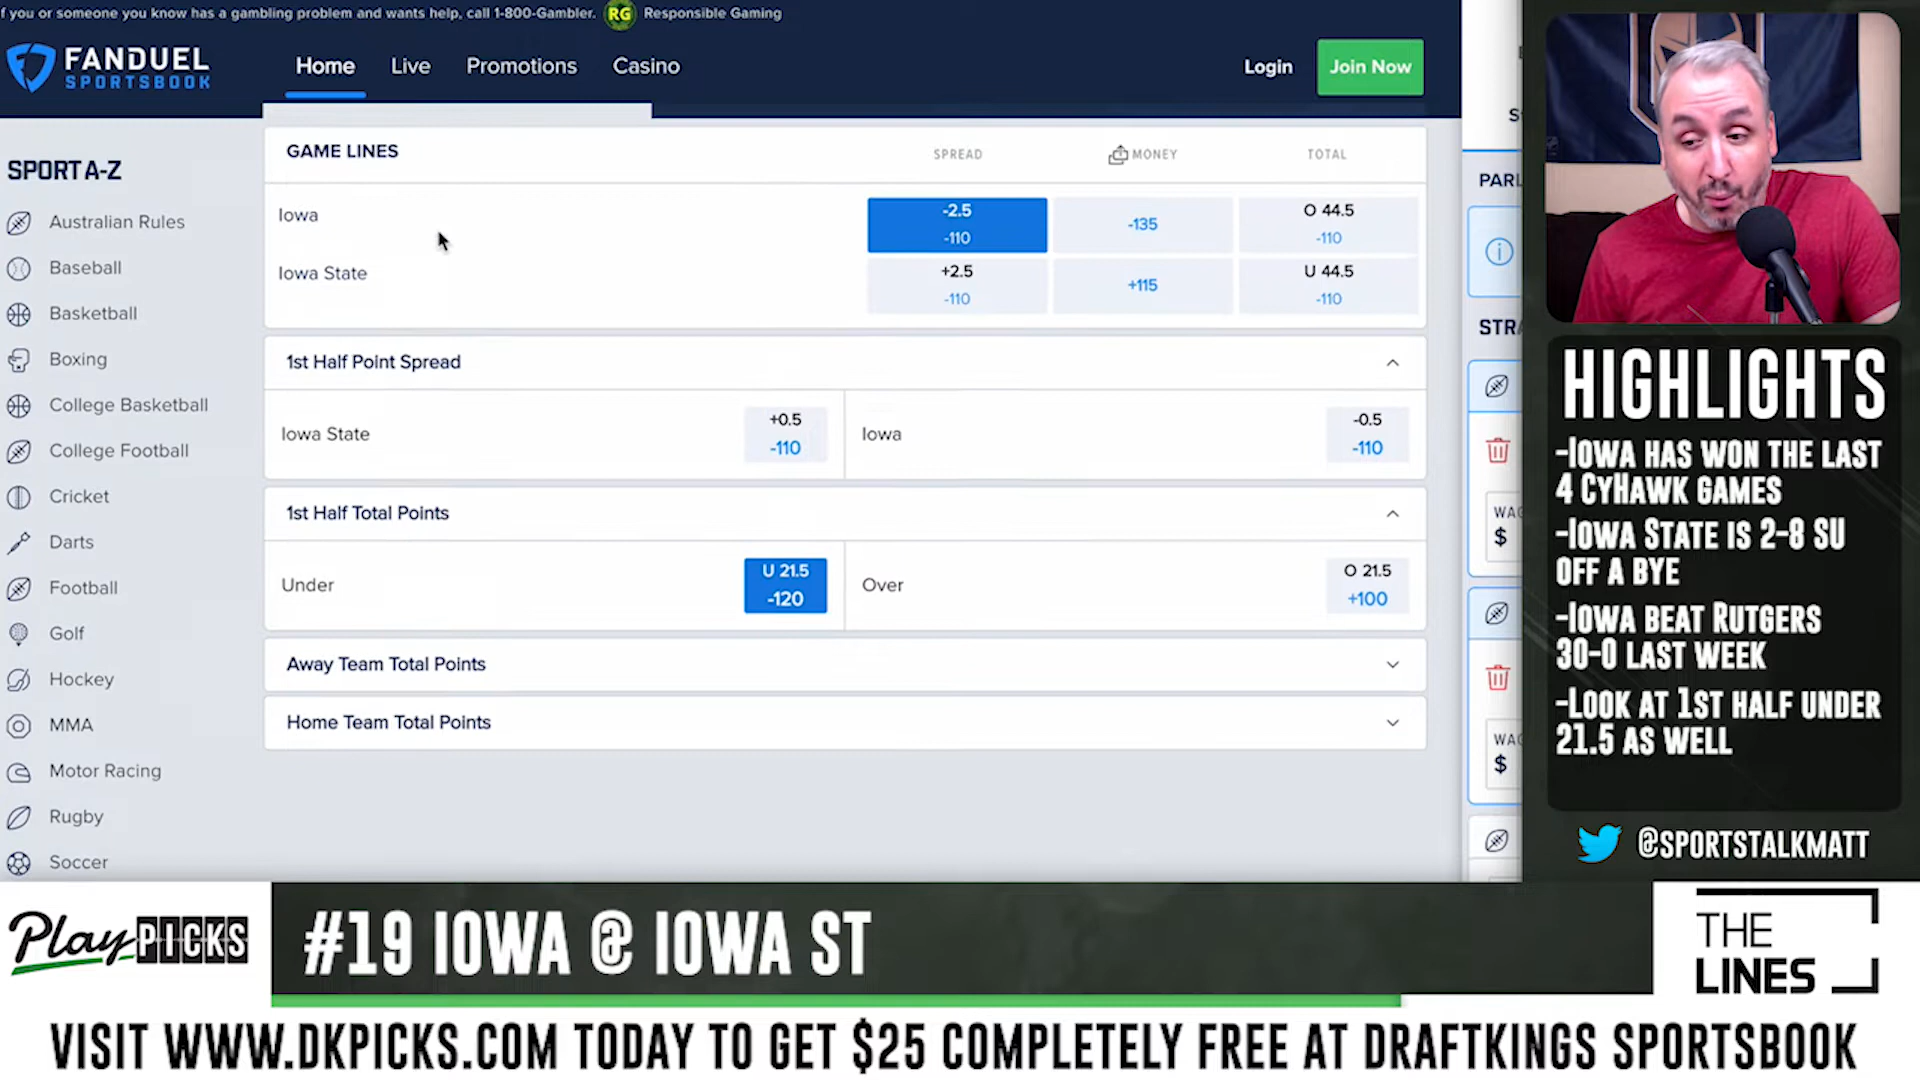 f you or someone you know has a gambling problem and wants help, call 1-800-Gambler. RG Responsible Gaming
FANDUEL
SPORTSBOOK
Home Live Promotions Casino
Login Join Now
SPORT A-Z
Australian Rules
Baseball
Basketball
Boxing
College Basketball
College Football
Cricket
Darts
Football
Golf
Hockey
MMA
Motor Racing
Rugby
Soccer
GAME LINES SPREAD MONEY TOTAL
Iowa -2.5 -110 -135 O 44.5 -110
Iowa State +2.5 -110 +115 U 44.5 -110
1st Half Point Spread
Iowa State +0.5 -110 Iowa -0.5 -110
1st Half Total Points
Under U 21.5 -120 Over O 21.5 +100
Away Team Total Points
Home Team Total Points
PARL
STRA
WAG
$
WAG
$
HIGHLIGHTS
-IOWA HAS WON THE LAST
4 CYHAWK GAMES
-IOWA STATE IS 2-8 SU
OFF A BYE
-IOWA BEAT RUTGERS
30-0 LAST WEEK
-LOOK AT 1ST HALF UNDER
21.5 AS WELL
@SPORTSTALKMATT
Play PICKS
#19 IOWA @ IOWA ST
THE
LINES
VISIT WWW.DKPICKS.COM TODAY TO GET $25 COMPLETELY FREE AT DRAFTKINGS SPORTSBOOK